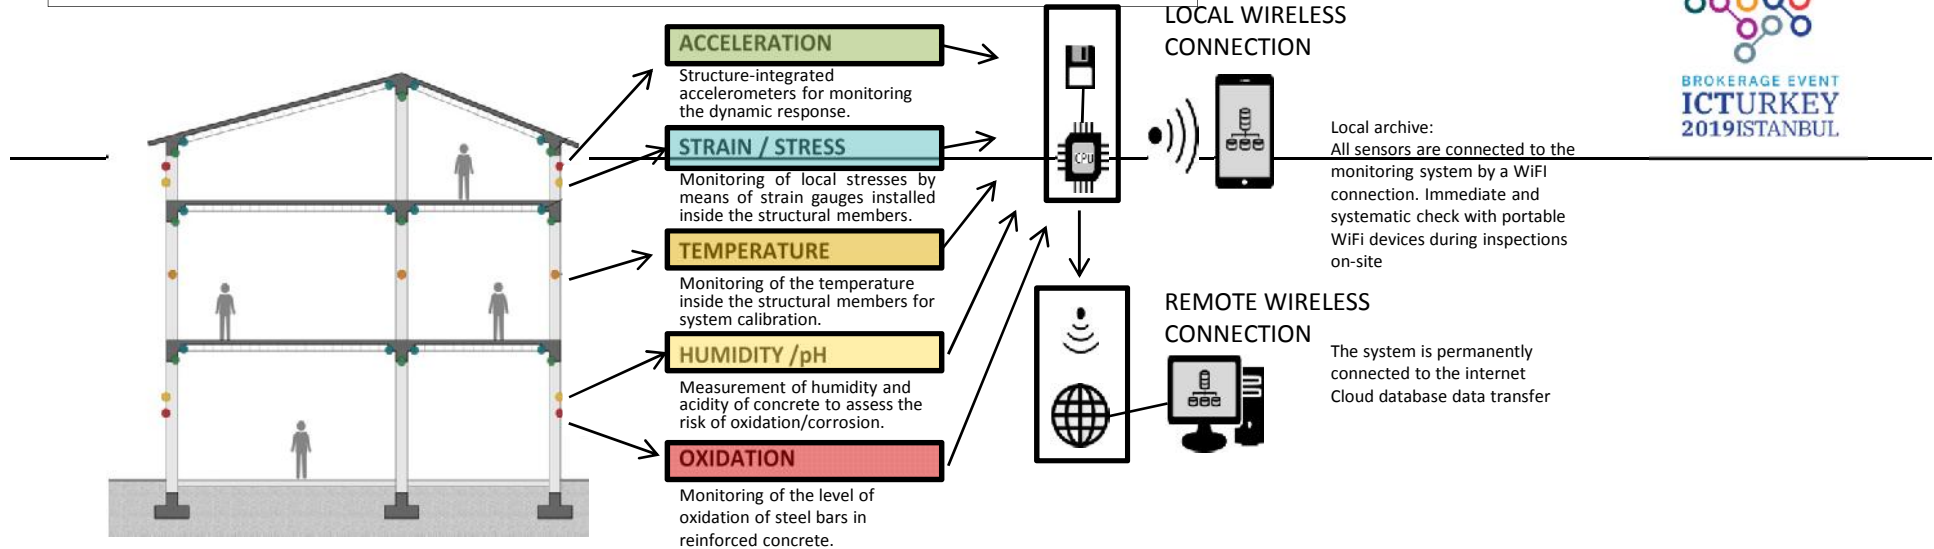 ACCELERATION
Structure-integrated
accelerometers for monitoring
the dynamic response.
STRAIN / STRESS
Monitoring of local stresses by
means of strain gauges installed
inside the structural members.
TEMPERATURE
Monitoring of the temperature
inside the structural members for
system calibration.
HUMIDITY /pH
Measurement of humidity and
acidity of concrete to assess the
risk of oxidation/corrosion.
OXIDATION
Monitoring of the level of
oxidation of steel bars in
reinforced concrete.
CPU
LOCAL WIRELESS
CONNECTION
Local archive:
All sensors are connected to the
monitoring system by a WiFI
connection. Immediate and
systematic check with portable
WiFi devices during inspections
on-site
REMOTE WIRELESS
CONNECTION
The system is permanently
connected to the internet
Cloud database data transfer
BROKERAGE EVENT
ICTURKEY
2019ISTANBUL